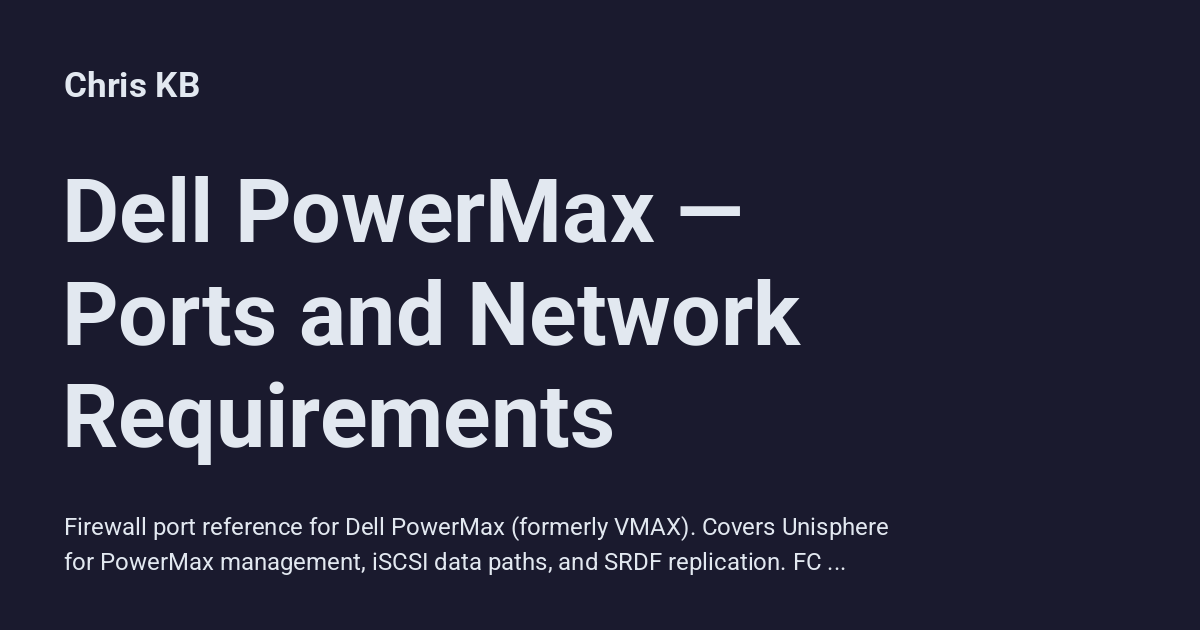 Chris KB
Dell PowerMax —
Ports and Network
Requirements
Firewall port reference for Dell PowerMax (formerly VMAX). Covers Unisphere
for PowerMax management, iSCSI data paths, and SRDF replication. FC ...